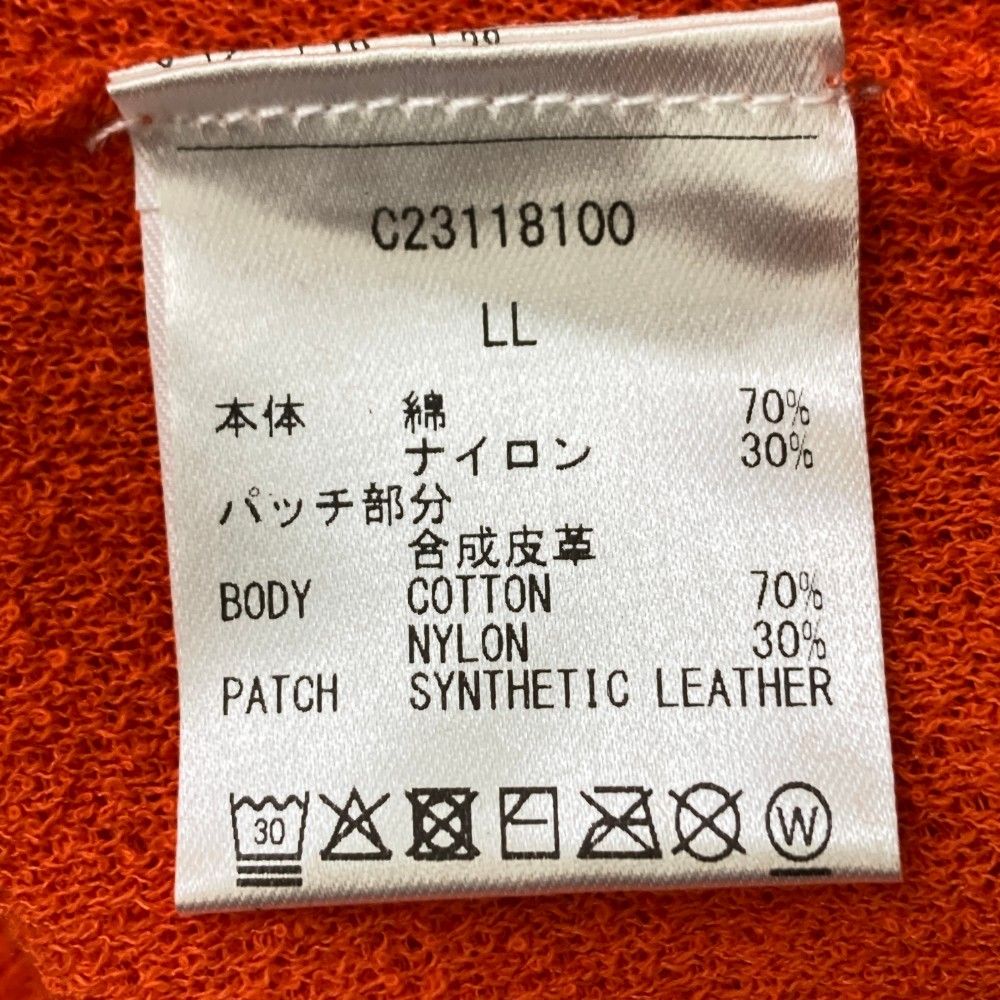 C23118100
LL
本体 綿 70%
ナイロン 30%
パッチ部分
合成皮革
BODY COTTON 70%
NYLON 30%
PATCH SYNTHETIC LEATHER
30 W